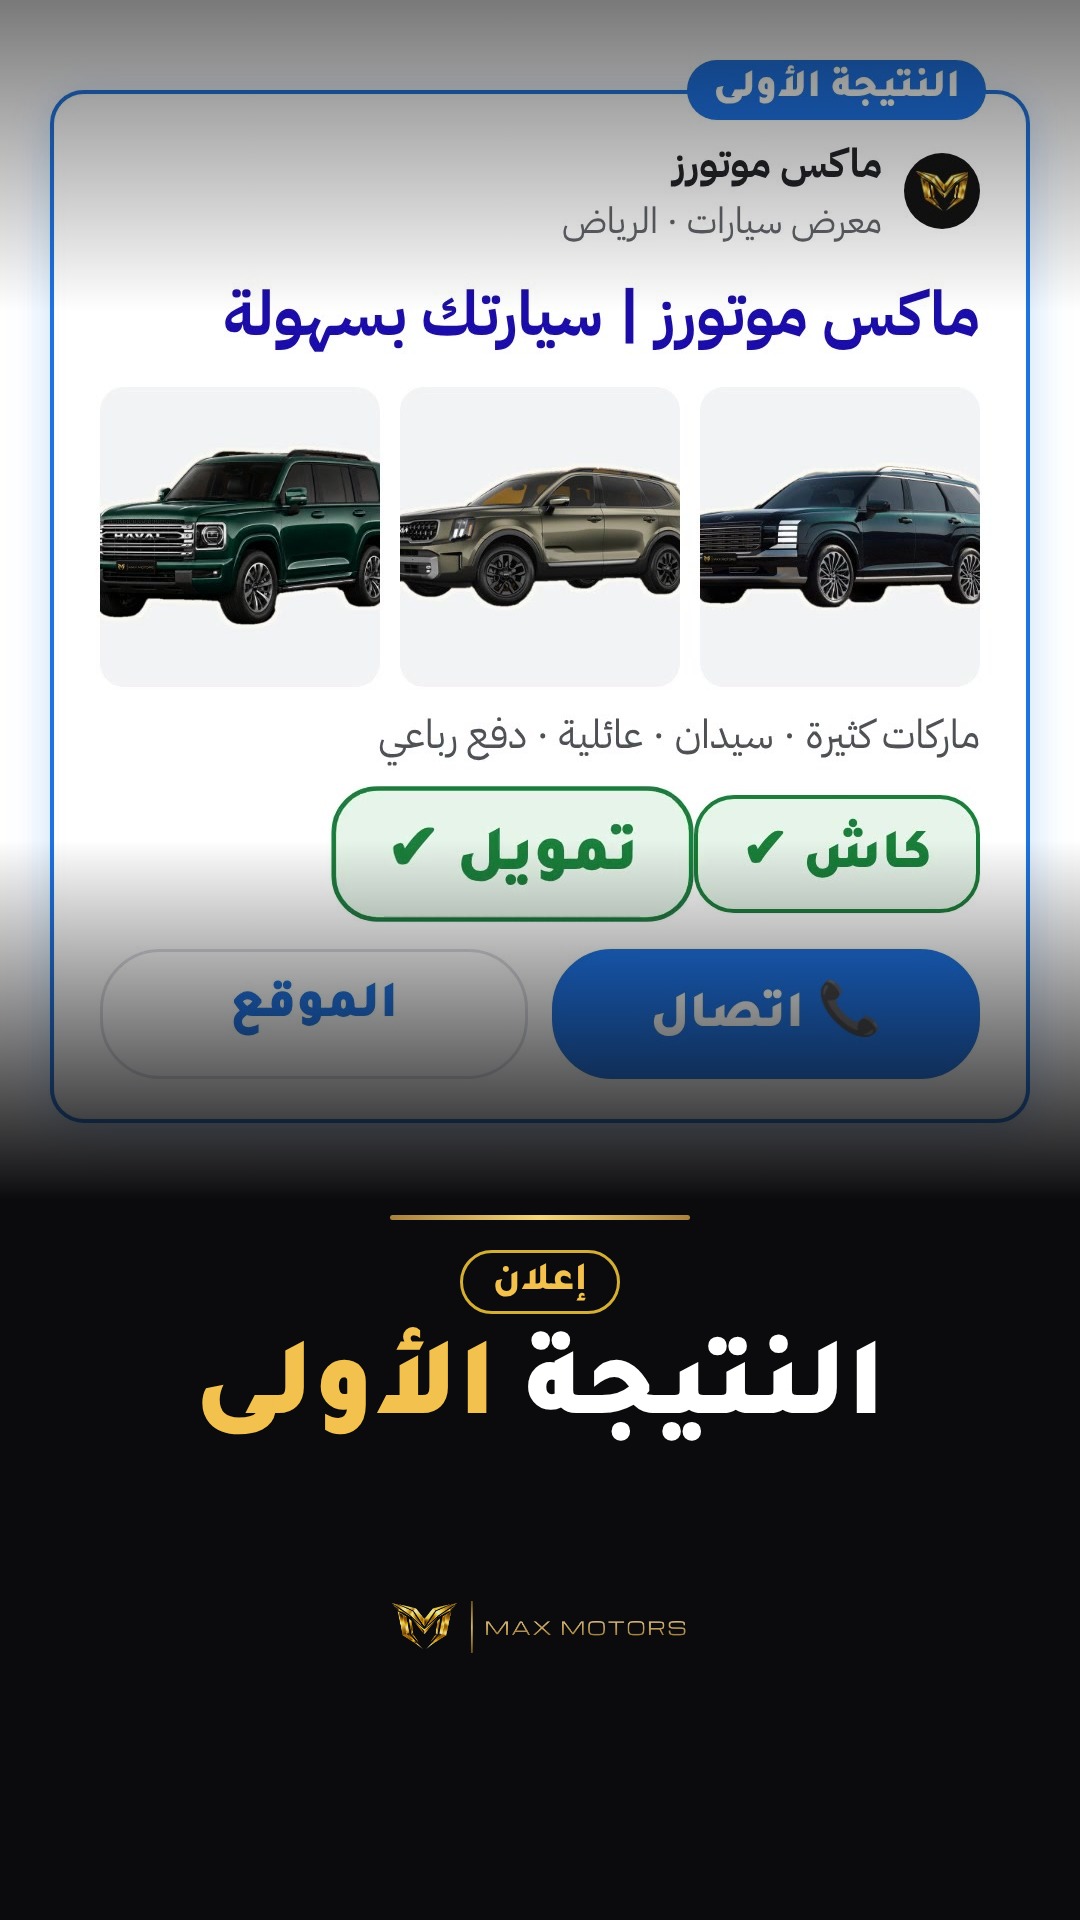 النتيجة الأولى
ماكس موتورز
معرض سيارات · الرياض
ماكس موتورز | سيارتك بسهولة
HAVAL
ماركات كثيرة · سيدان · عائلية · دفع رباعي
كاش ✔ تمويل ✔
📞 اتصال الموقع
إعلان
النتيجة الأولى
MAX MOTORS